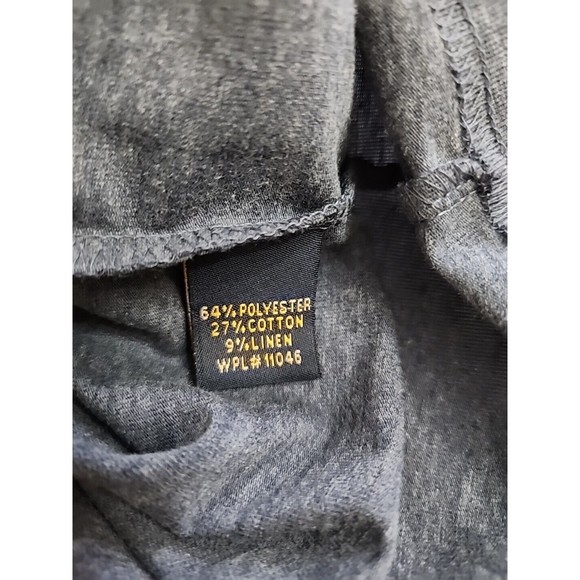 64% POLYESTER
27% COTTON
9% LINEN
WPL# 11046